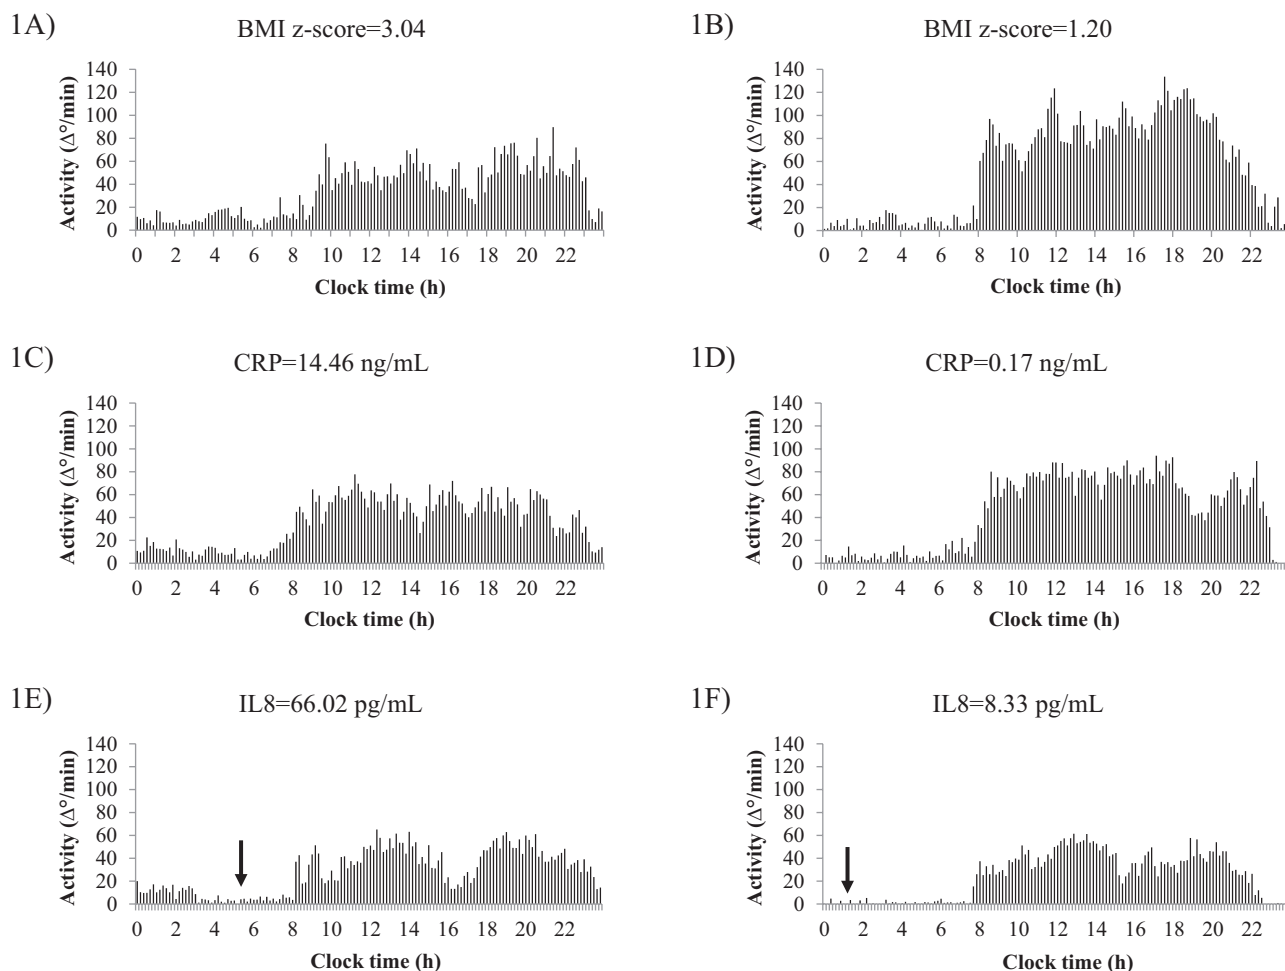 1A)
BMI z-score=3.04
Activity (Δ°/min)
140
120
100
80
60
40
20
0
0 2 4 6 8 10 12 14 16 18 20 22
Clock time (h)
1B)
BMI z-score=1.20
Activity (Δ°/min)
140
120
100
80
60
40
20
0
0 2 4 6 8 10 12 14 16 18 20 22
Clock time (h)
1C)
CRP=14.46 ng/mL
Activity (Δ°/min)
140
120
100
80
60
40
20
0
0 2 4 6 8 10 12 14 16 18 20 22
Clock time (h)
1D)
CRP=0.17 ng/mL
Activity (Δ°/min)
140
120
100
80
60
40
20
0
0 2 4 6 8 10 12 14 16 18 20 22
Clock time (h)
1E)
IL8=66.02 pg/mL
Activity (Δ°/min)
140
120
100
80
60
40
20
0
0 2 4 6 8 10 12 14 16 18 20 22
Clock time (h)
1F)
IL8=8.33 pg/mL
Activity (Δ°/min)
140
120
100
80
60
40
20
0
0 2 4 6 8 10 12 14 16 18 20 22
Clock time (h)